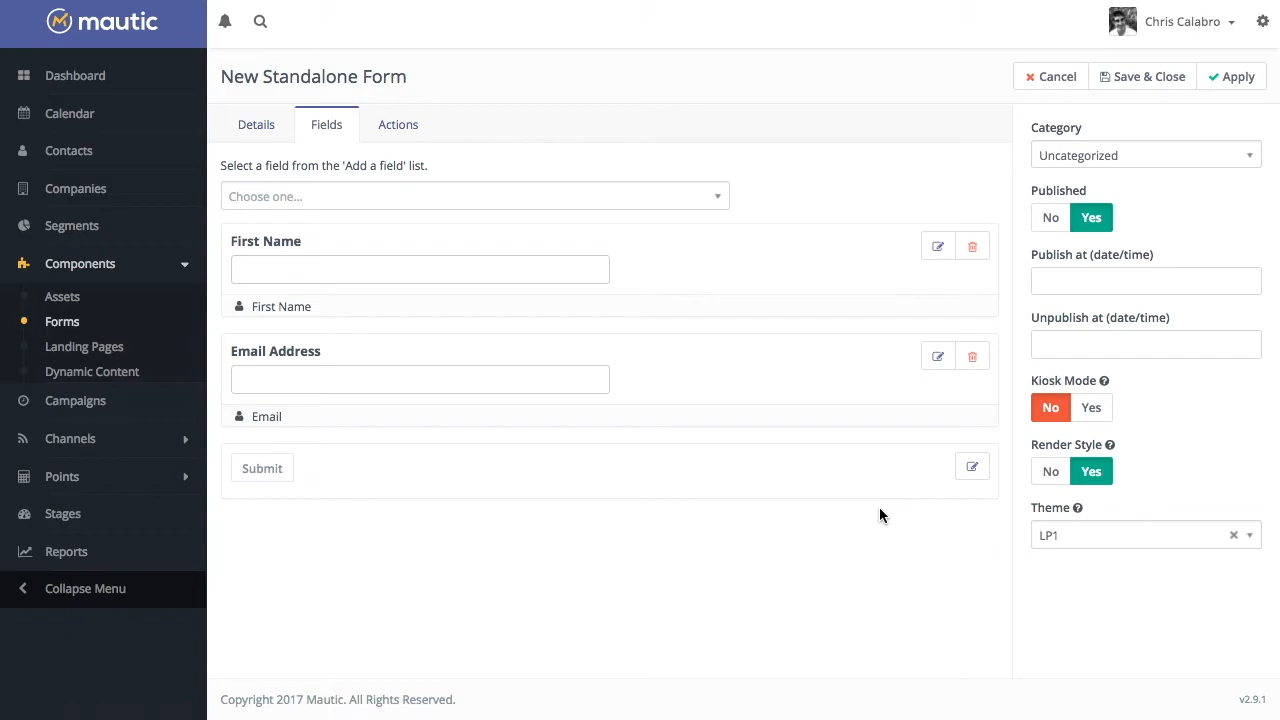 mautic
Chris Calabro
Dashboard
Calendar
Contacts
Companies
Segments
Components
Assets
Forms
Landing Pages
Dynamic Content
Campaigns
Channels
Points
Stages
Reports
Collapse Menu
New Standalone Form
Cancel
Save & Close
Apply
Details
Fields
Actions
Select a field from the 'Add a field' list.
Choose one...
First Name
First Name
Email Address
Email
Submit
Category
Uncategorized
Published
No Yes
Publish at (date/time)
Unpublish at (date/time)
Kiosk Mode
No Yes
Render Style
No Yes
Theme
LP1
Copyright 2017 Mautic. All Rights Reserved.
v2.9.1